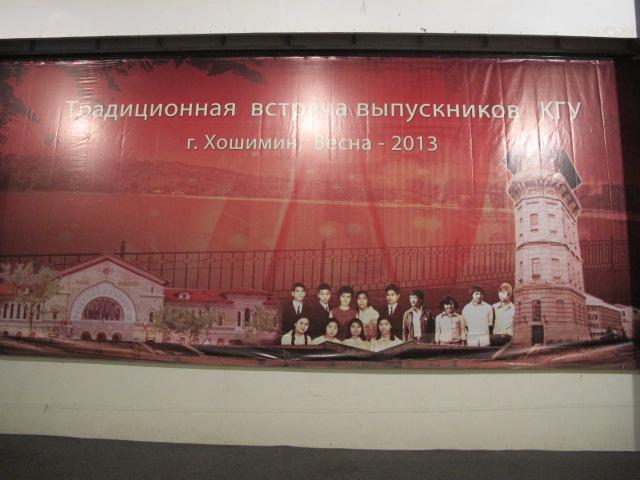 Традиционная встреча выпускников КГУ
г. Хошимин, Весна - 2013